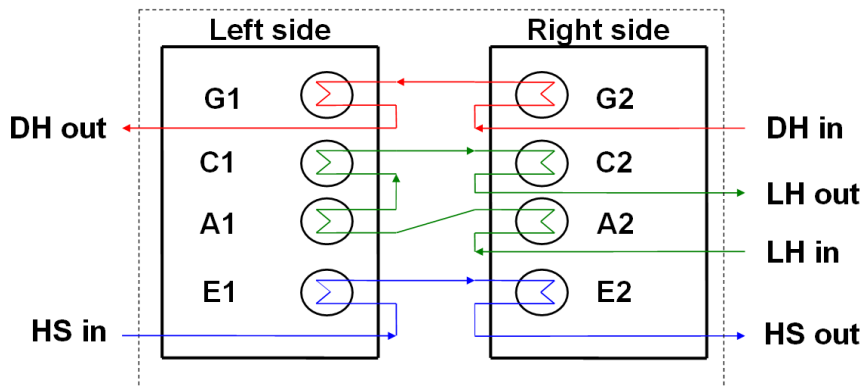 Left side Right side
G1 G2
DH out DH in
C1 C2
LH out
A1 A2
LH in
E1 E2
HS in HS out